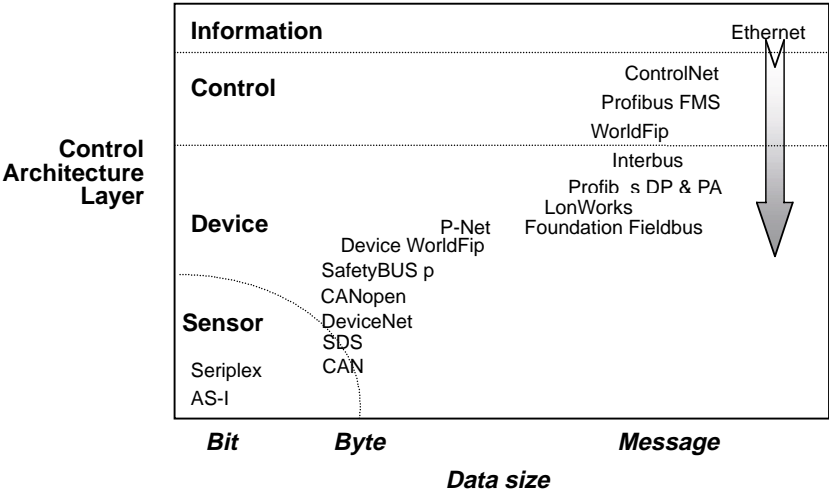 Information
Ethernet
ControlNet
Control
Profibus FMS
WorldFip
Control
Architecture
Layer
Interbus
DP & PA
LonWorks
Device
P-Net
Foundation Fieldbus
Device WorldFip
SafetyBUS p
CANopen
Sensor
DeviceNet
SDS
Seriplex
CAN
AS-I
Bit
Byte
Message
Data size